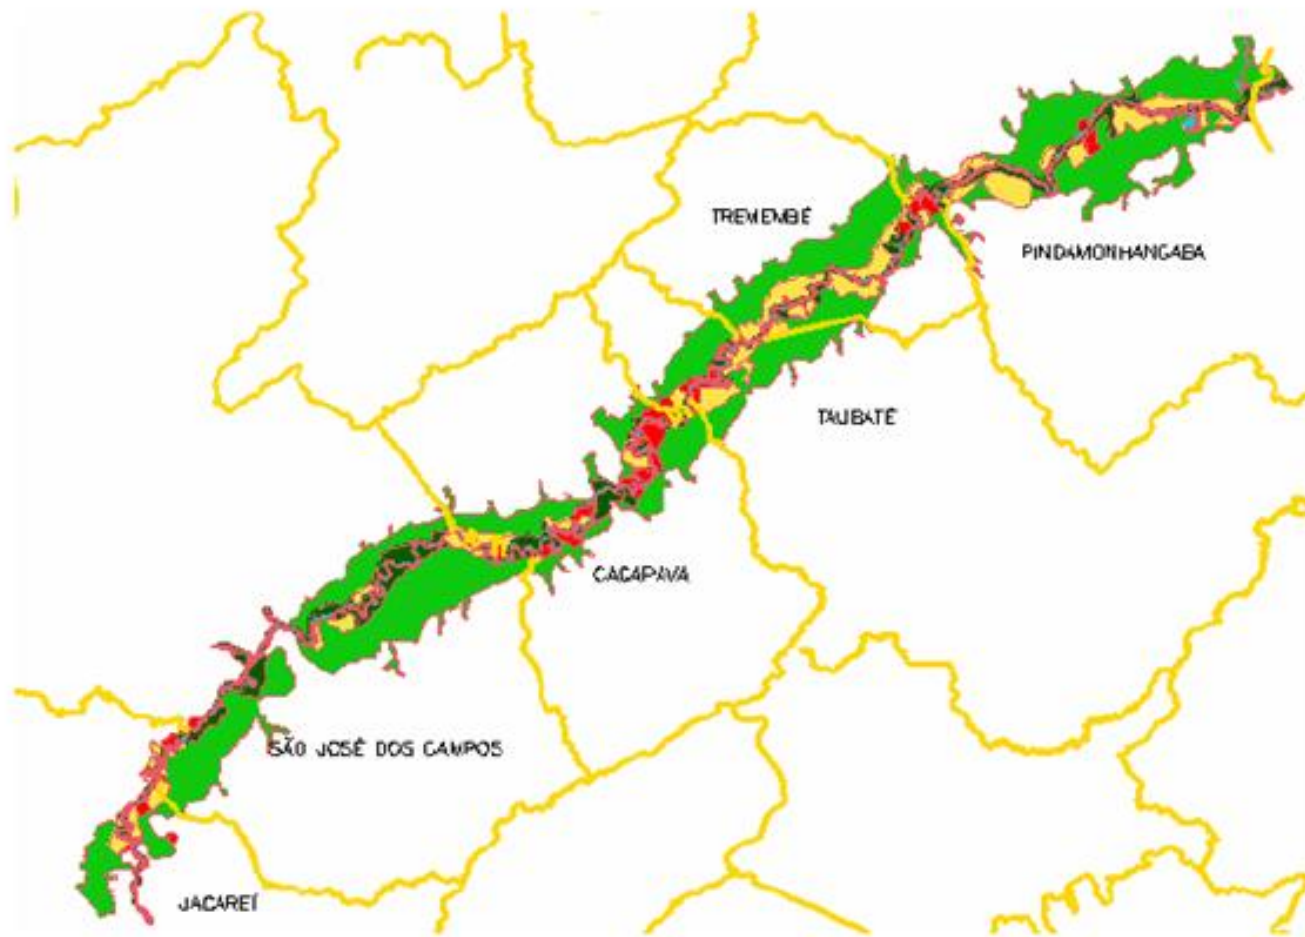 TREMEMBÉ
PINDAMONHANGABA
TAUBATÉ
CAÇAPAVA
SÃO JOSÉ DOS CAMPOS
JACAREÍ